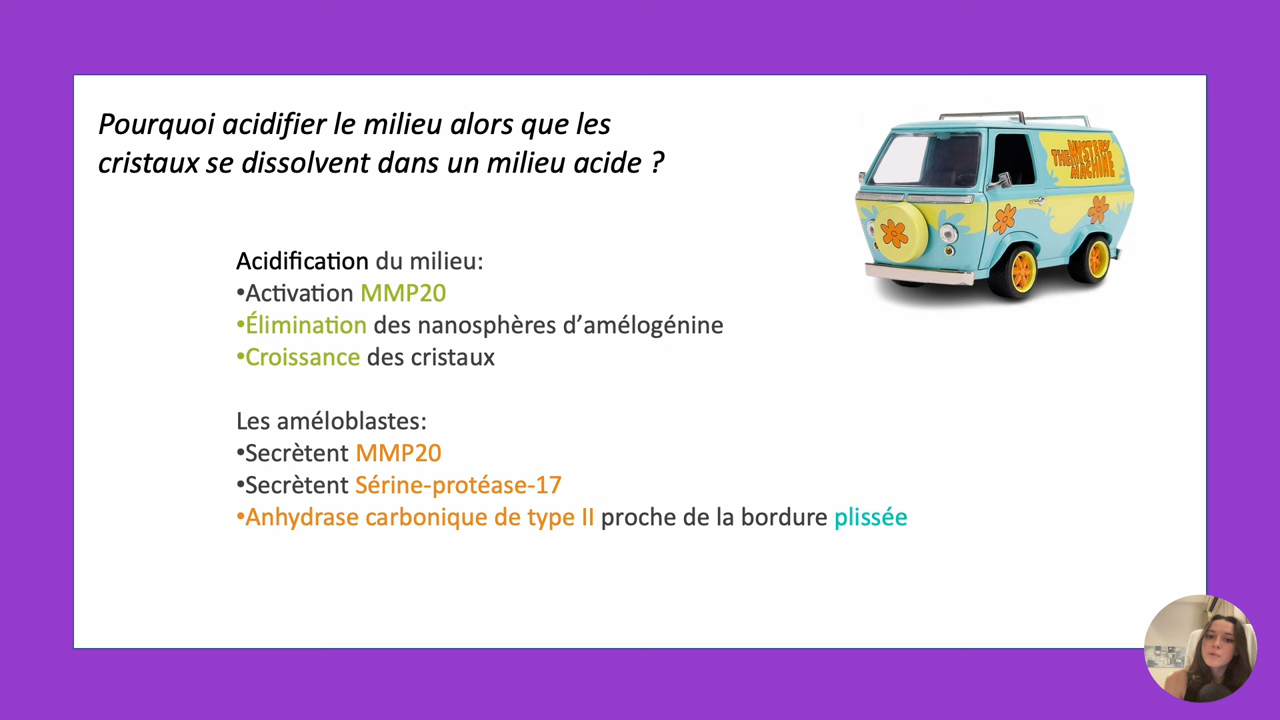 Pourquoi acidifier le milieu alors que les
cristaux se dissolvent dans un milieu acide ?
THE MYSTERY
MACHINE
Acidification du milieu:
•Activation MMP20
•Élimination des nanosphères d’amélogénine
•Croissance des cristaux
Les améloblastes:
•Secrètent MMP20
•Secrètent Sérine-protéase-17
•Anhydrase carbonique de type II proche de la bordure plissée